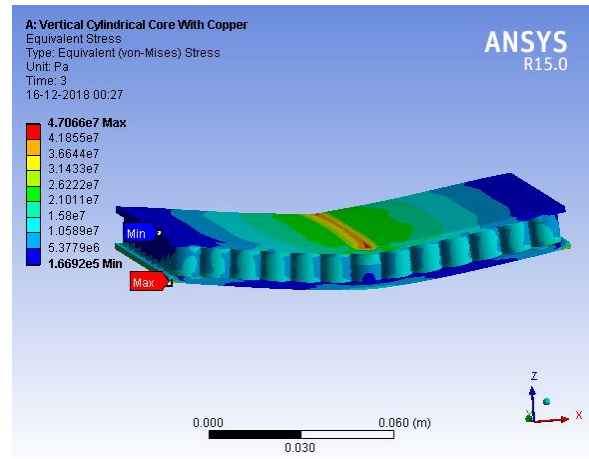 A: Vertical Cylindrical Core With Copper
Equivalent Stress
Type: Equivalent (von-Mises) Stress
Unit: Pa
Time: 3
16-12-2018 00:27
ANSYS
R15.0
4.7066e7 Max
4.1855e7
3.6644e7
3.1433e7
2.6222e7
2.1011e7
1.58e7
1.0589e7
5.3779e6
1.6692e5 Min
Min
Max
0.000
0.060 (m)
0.030
Z
Y
X